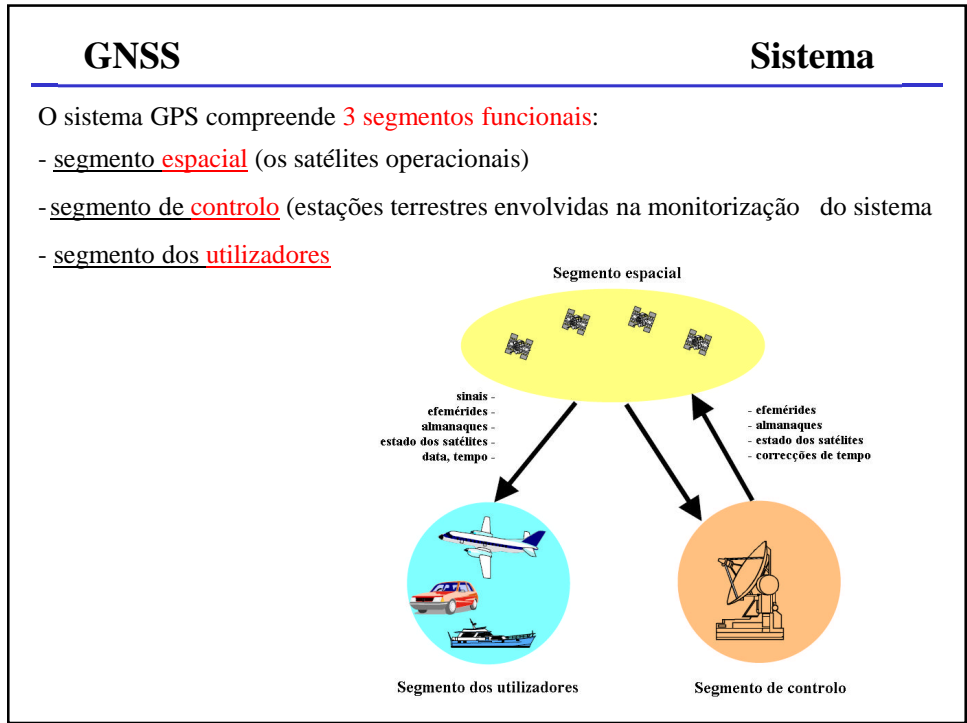 GNSS Sistema
O sistema GPS compreende 3 segmentos funcionais:
- segmento espacial (os satélites operacionais)
- segmento de controlo (estações terrestres envolvidas na monitorização do sistema
- segmento dos utilizadores
Segmento espacial
sinais -
efemérides -
almanaques -
estado dos satélites -
data, tempo -
- efemérides
- almanaques
- estado dos satélites
- correcções de tempo
Segmento dos utilizadores
Segmento de controlo